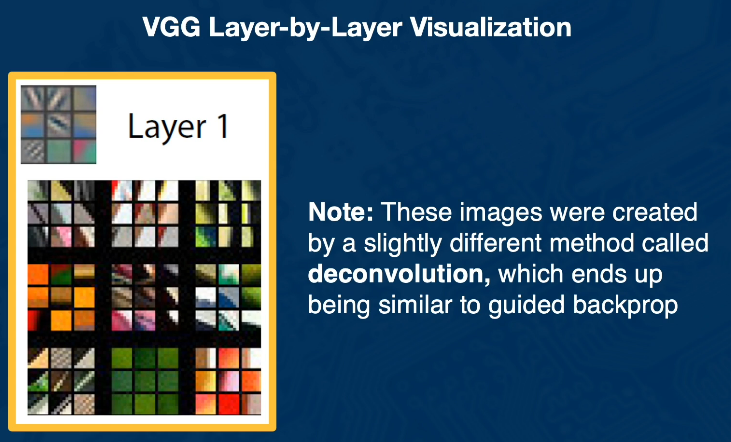 VGG Layer-by-Layer Visualization
Layer 1
Note: These images were created
by a slightly different method called
deconvolution, which ends up
being similar to guided backprop